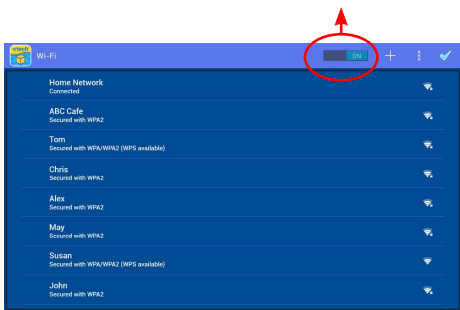 vtech
Wi-Fi
ON
Home Network
Connected
ABC Cafe
Secured with WPA2
Tom
Secured with WPA/WPA2 (WPS available)
Chris
Secured with WPA2
Alex
Secured with WPA2
May
Secured with WPA2
Susan
Secured with WPA/WPA2 (WPS available)
John
Secured with WPA2